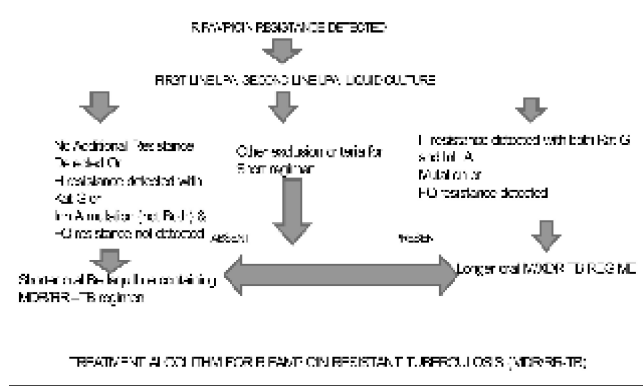 RIFAMPICIN RESISTANCE DETECTED
FIRST LINE LPA, SECOND LINE LPA, LIQUID CULTURE
No Additional Resistance
Detected Or
H resistance detected with
Kat G or
Inh A mutation (not Both) &
FQ resistance not detected
Other exclusion criteria for
Short regimen
H resistance detected with both Kat G
and Inh A
Mutation or
FQ resistance detected
ABSENT
PRESENT
Shorter oral Bedaquiline containing
MDR/RR-TB regimen
Longer oral M/XDR TB REGIME
TREATMENT ALGORITHM FOR RIFAMPICIN RESISTANT TUBERCULOSIS (MDR/RR-TB)